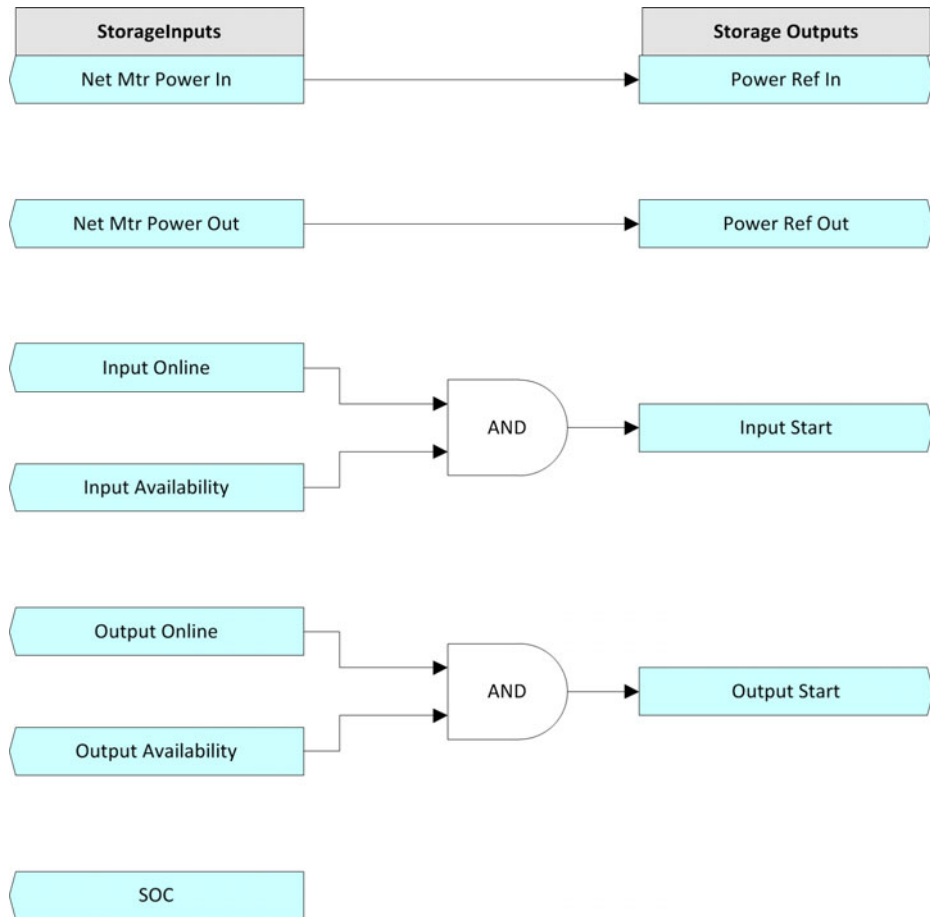 StorageInputs
Storage Outputs
Net Mtr Power In
Power Ref In
Net Mtr Power Out
Power Ref Out
Input Online
AND
Input Start
Input Availability
Output Online
AND
Output Start
Output Availability
SOC